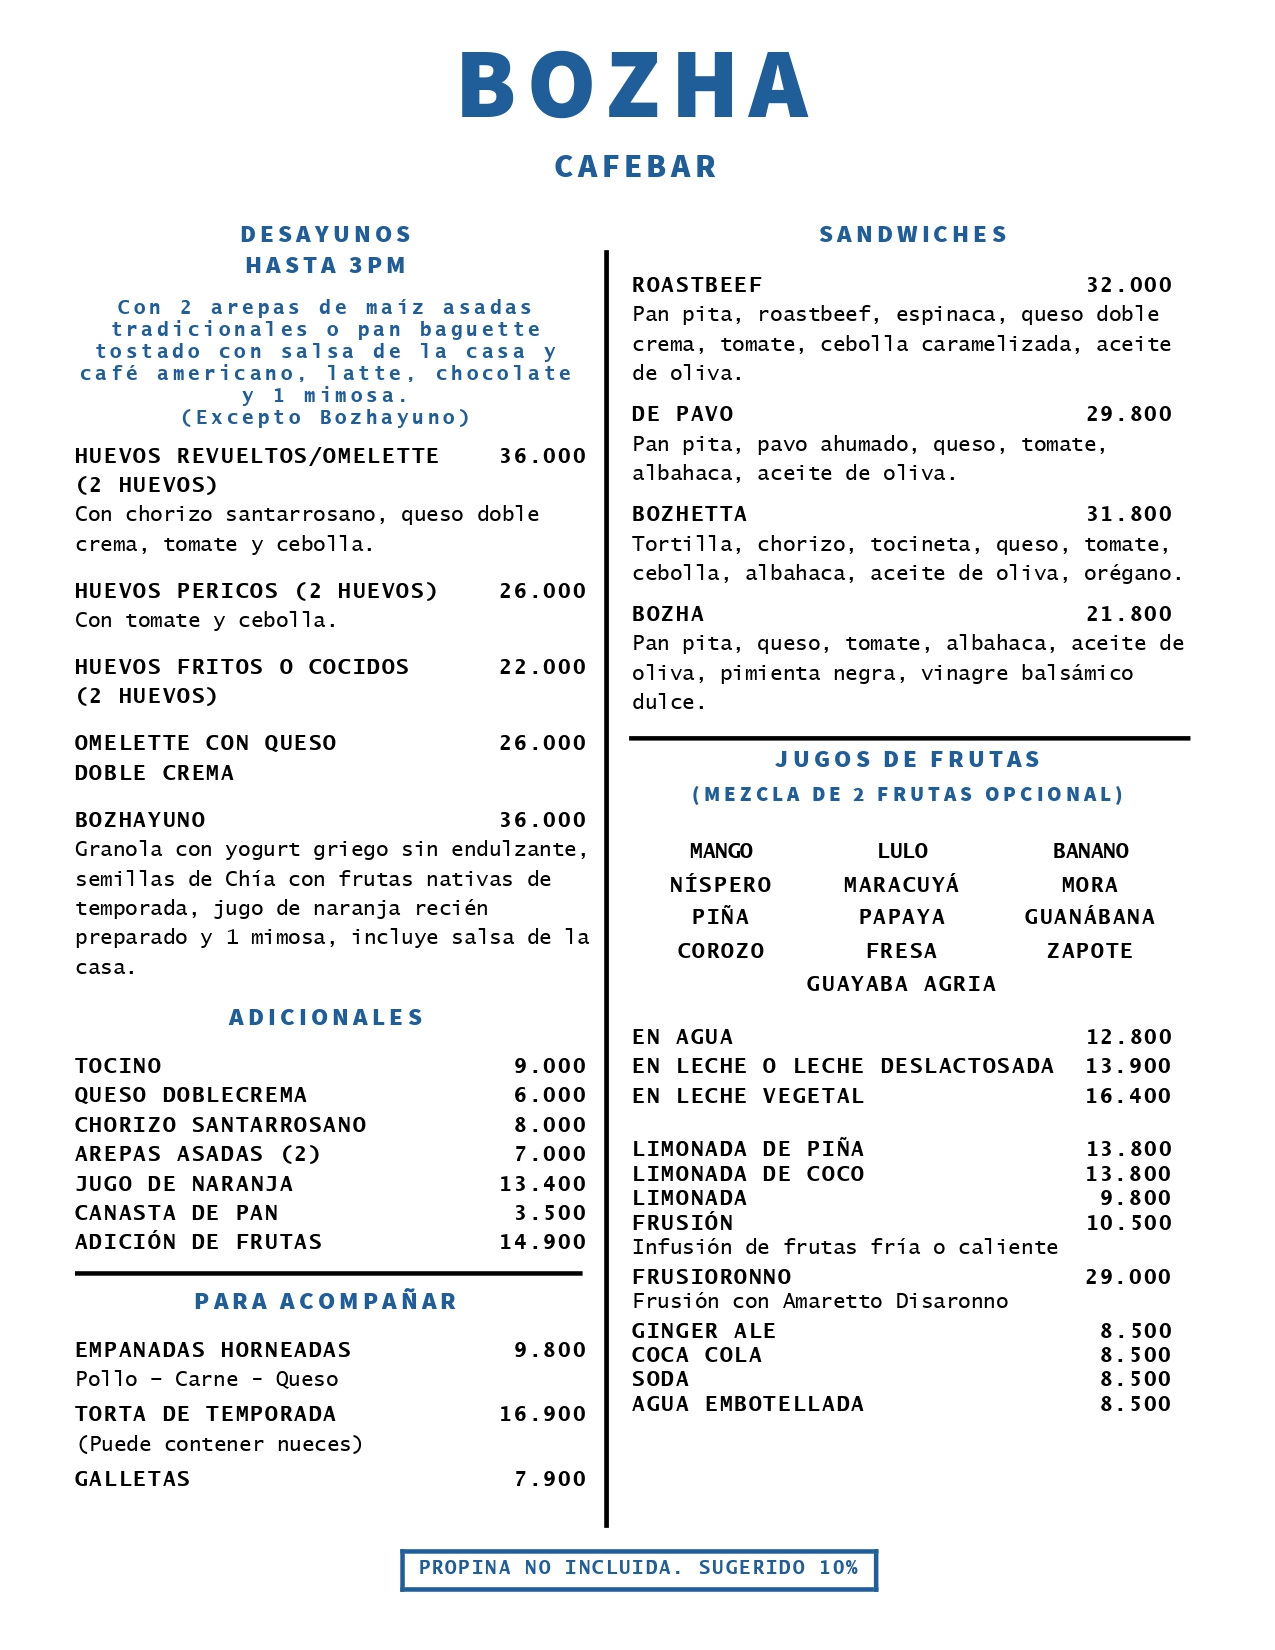 BOZHA
CAFEBAR
DESAYUNOS
HASTA 3PM
Con 2 arepas de maíz asadas
tradicionales o pan baguette
tostado con salsa de la casa y
café americano, latte, chocolate
y 1 mimosa.
(Excepto Bozhayuno)
HUEVOS REVUELTOS/OMELETTE 36.000
(2 HUEVOS)
Con chorizo santarrosano, queso doble
crema, tomate y cebolla.
HUEVOS PERICOS (2 HUEVOS) 26.000
Con tomate y cebolla.
HUEVOS FRITOS O COCIDOS 22.000
(2 HUEVOS)
OMELETTE CON QUESO 26.000
DOBLE CREMA
BOZHAYUNO 36.000
Granola con yogurt griego sin endulzante,
semillas de Chía con frutas nativas de
temporada, jugo de naranja recién
preparado y 1 mimosa, incluye salsa de la
casa.
ADICIONALES
TOCINO 9.000
QUESO DOBLECREMA 6.000
CHORIZO SANTARROSANO 8.000
AREPAS ASADAS (2) 7.000
JUGO DE NARANJA 13.400
CANASTA DE PAN 3.500
ADICIÓN DE FRUTAS 14.900
PARA ACOMPAÑAR
EMPANADAS HORNEADAS 9.800
Pollo – Carne - Queso
TORTA DE TEMPORADA 16.900
(Puede contener nueces)
GALLETAS 7.900
SANDWICHES
ROASTBEEF 32.000
Pan pita, roastbeef, espinaca, queso doble
crema, tomate, cebolla caramelizada, aceite
de oliva.
DE PAVO 29.800
Pan pita, pavo ahumado, queso, tomate,
albahaca, aceite de oliva.
BOZHETTA 31.800
Tortilla, chorizo, tocineta, queso, tomate,
cebolla, albahaca, aceite de oliva, orégano.
BOZHA 21.800
Pan pita, queso, tomate, albahaca, aceite de
oliva, pimienta negra, vinagre balsámico
dulce.
JUGOS DE FRUTAS
(MEZCLA DE 2 FRUTAS OPCIONAL)
MANGO LULO BANANO
NÍSPERO MARACUYÁ MORA
PIÑA PAPAYA GUANÁBANA
COROZO FRESA ZAPOTE
GUAYABA AGRIA
EN AGUA 12.800
EN LECHE O LECHE DESLACTOSADA 13.900
EN LECHE VEGETAL 16.400
LIMONADA DE PIÑA 13.800
LIMONADA DE COCO 13.800
LIMONADA 9.800
FRUSIÓN 10.500
Infusión de frutas fría o caliente
FRUSIORONNO 29.000
Frusión con Amaretto Disaronno
GINGER ALE 8.500
COCA COLA 8.500
SODA 8.500
AGUA EMBOTELLADA 8.500
PROPINA NO INCLUIDA. SUGERIDO 10%